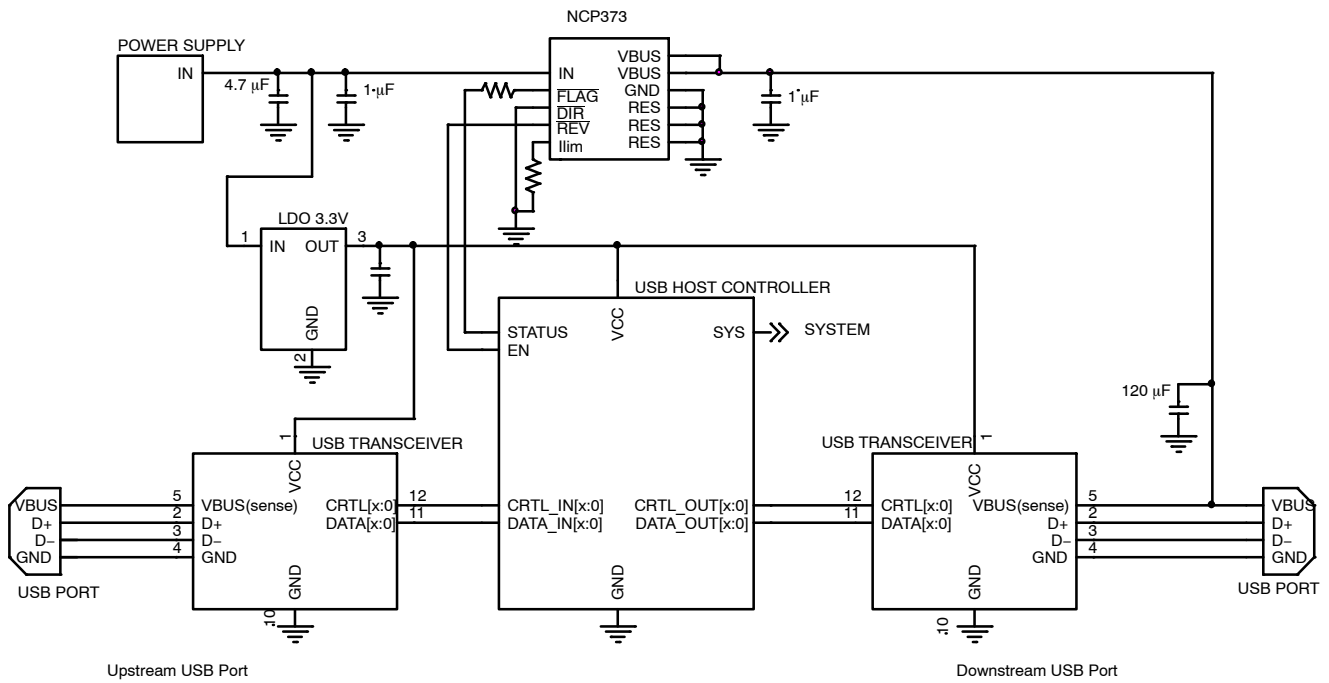 NCP373
POWER SUPPLY
IN
4.7 µF
1 µF
IN
FLAG
DIR
REV
Ilim
VBUS
VBUS
GND
RES
RES
RES
1 µF
LDO 3.3V
1
IN
OUT
3
GND
2
USB HOST CONTROLLER
VCC
STATUS
EN
SYS
SYSTEM
120 µF
1
USB TRANSCEIVER
VCC
USB TRANSCEIVER
1
VCC
VBUS
D+
D−
GND
USB PORT
5
2
3
4
VBUS(sense)
D+
D−
GND
CRTL[x:0]
DATA[x:0]
12
11
GND
10
CRTL_IN[x:0]
DATA_IN[x:0]
CRTL_OUT[x:0]
DATA_OUT[x:0]
GND
12
11
CRTL[x:0]
DATA[x:0]
VBUS(sense)
D+
D−
GND
5
2
3
4
GND
10
VBUS
D+
D−
GND
USB PORT
Upstream USB Port
Downstream USB Port